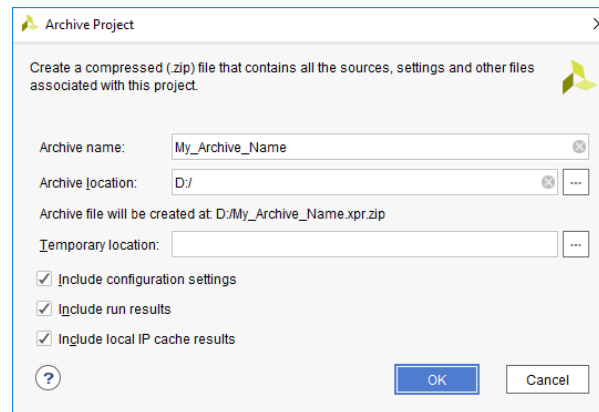 Archive Project
Create a compressed (.zip) file that contains all the sources, settings and other files
associated with this project.
Archive name: My_Archive_Name
Archive location: D:/ ...
Archive file will be created at: D:/My_Archive_Name.xpr.zip
Temporary location: ...
Include configuration settings
Include run results
Include local IP cache results
? OK Cancel